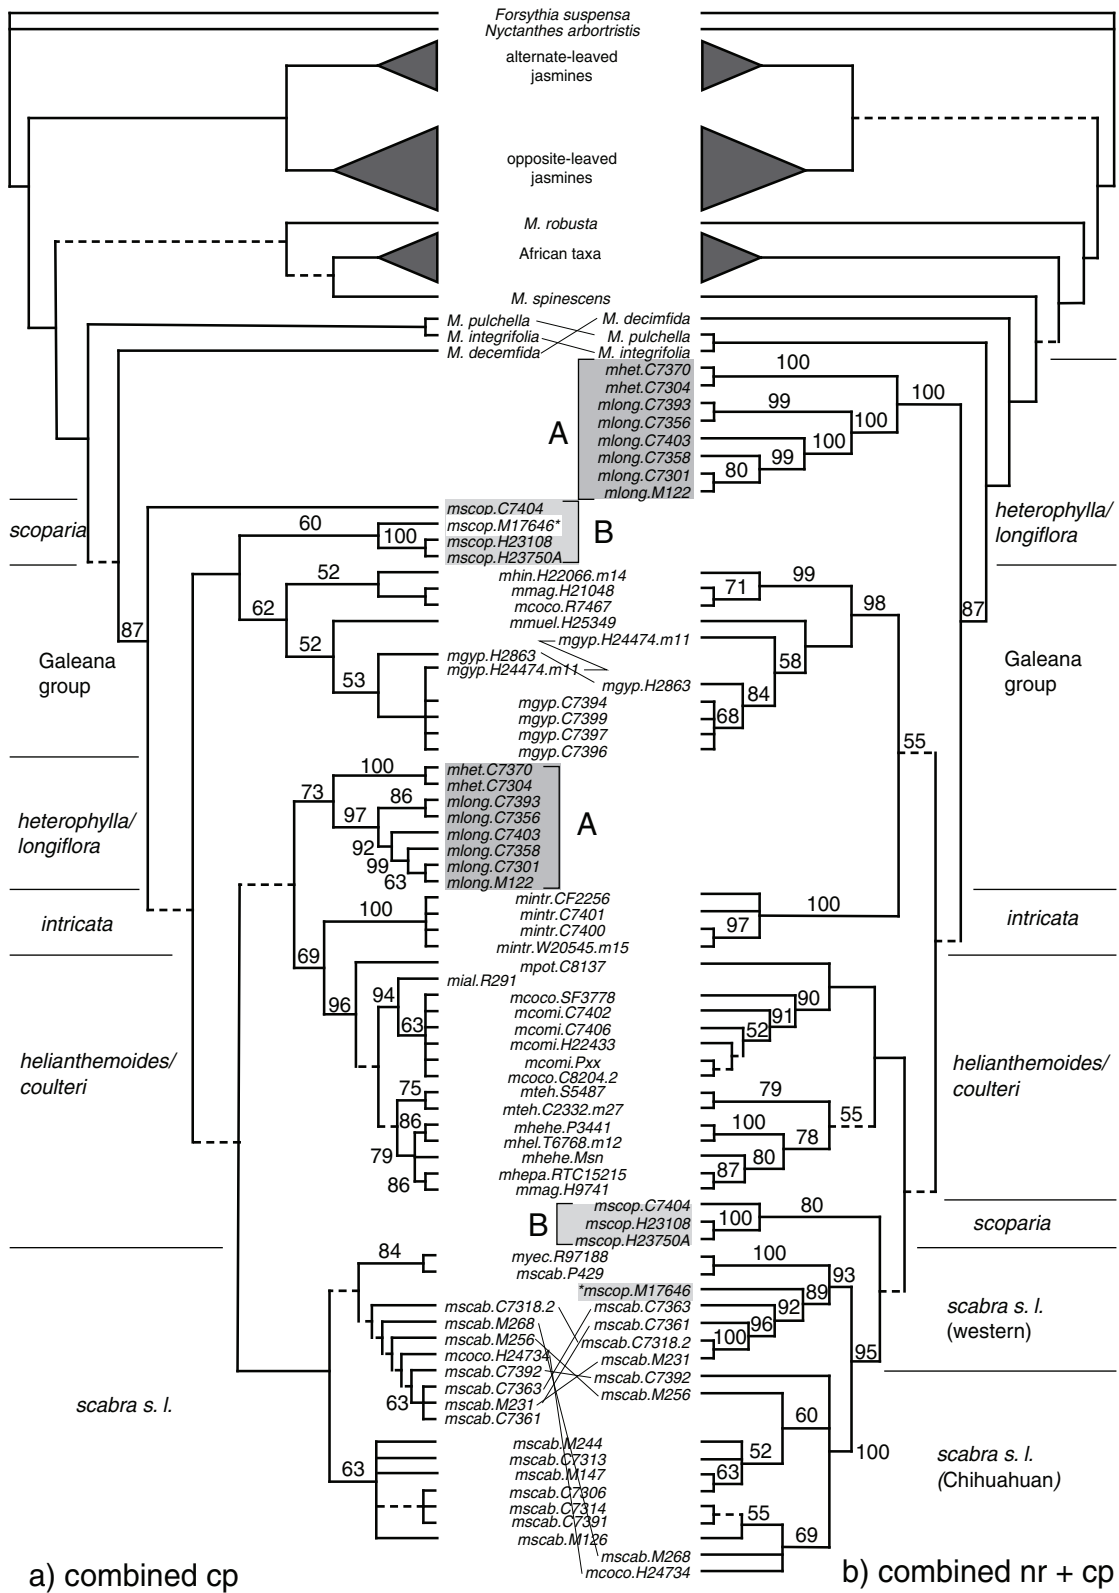 Forsythia suspensa
Nyctanthes arbortristis
alternate-leaved
jasmines
opposite-leaved
jasmines
M. robusta
African taxa
M. spinescens
M. pulchella
M. decimfida
M. integrifolia
M. pulchella
M. decemfida
M. integrifolia
A
mhet.C7370
mhet.C7304
mlong.C7393
mlong.C7356
mlong.C7403
mlong.C7358
mlong.C7301
mlong.M122
100
100
99
100
100
99
80
heterophylla/
longiflora
scoparia
mscop.C7404
mscop.M17646*
mscop.H23108
mscop.H23750A
B
60
100
87
62
52
52
53
Galeana
group
mhin.H22066.m14
mmag.H21048
mcoco.R7467
mmuel.H25349
mgyp.H24474.m11
mgyp.H2863
mgyp.H24474.m11
mgyp.H2863
mgyp.C7394
mgyp.C7399
mgyp.C7397
mgyp.C7396
99
71
98
87
58
84
68
55
Galeana
group
heterophylla/
longiflora
73
100
97
86
92
99
63
mhet.C7370
mhet.C7304
mlong.C7393
mlong.C7356
mlong.C7403
mlong.C7358
mlong.C7301
mlong.M122
A
intricata
100
69
mintr.CF2256
mintr.C7401
mintr.C7400
mintr.W20545.m15
100
97
intricata
helianthemoides/
coulteri
96
94
63
75
86
79
86
mpot.C8137
mial.R291
mcoco.SF3778
mcomi.C7402
mcomi.C7406
mcomi.H22433
mcomi.Pxx
mcoco.C8204.2
mteh.S5487
mteh.C2332.m27
mhehe.P3441
mhel.T6768.m12
mhehe.Msn
mhepa.RTC15215
mmag.H9741
90
91
52
79
55
100
78
80
87
helianthemoides/
coulteri
B
mscop.C7404
mscop.H23108
mscop.H23750A
80
100
scoparia
84
myec.R97188
mscab.P429
*mscop.M17646
mscab.C7318.2
mscab.C7363
mscab.M268
mscab.C7361
mscab.M256
mscab.C7318.2
mcoco.H24734
mscab.M231
mscab.C7392
mscab.C7392
mscab.C7363
mscab.M256
mscab.M231
mscab.C7361
63
100
93
89
92
96
100
95
scabra s. l.
(western)
scabra s. l.
63
mscab.M244
mscab.C7313
mscab.M147
mscab.C7306
mscab.C7314
mscab.C7391
mscab.M126
mscab.M268
mcoco.H24734
60
52
63
100
55
69
scabra s. l.
(Chihuahuan)
a) combined cp
b) combined nr + cp